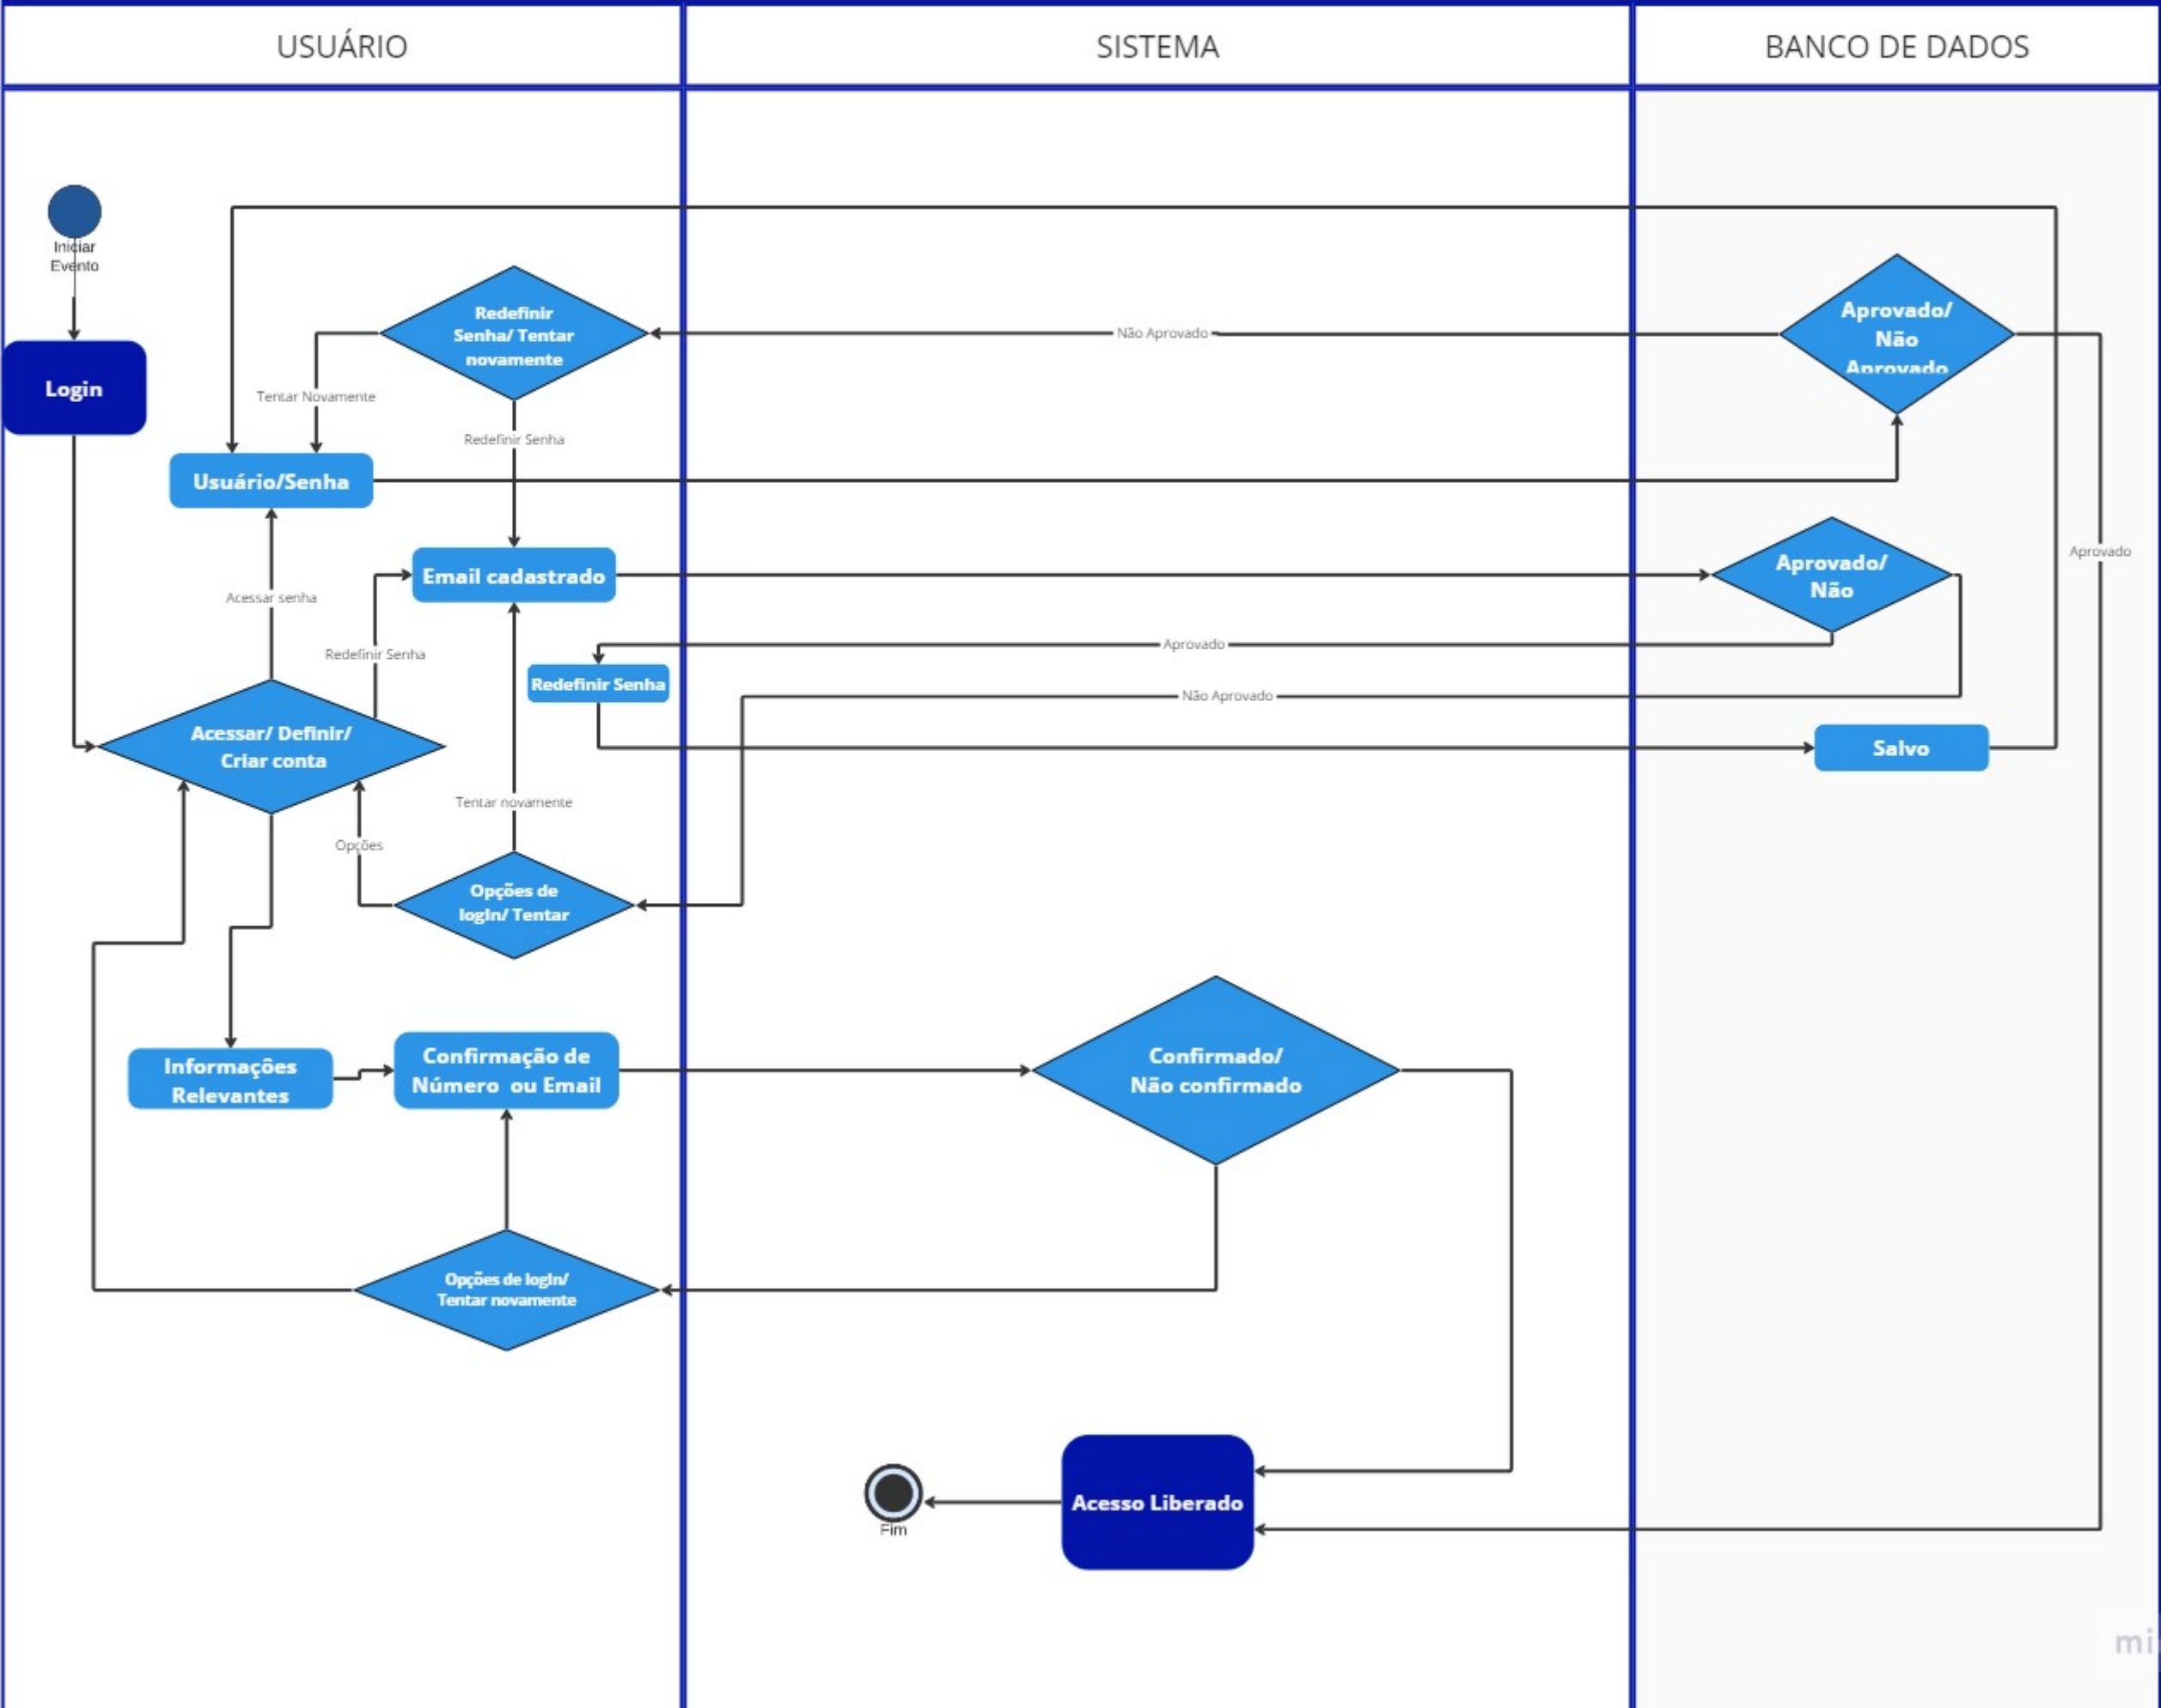 USUÁRIO
SISTEMA
BANCO DE DADOS
Iniciar
Evento
Login
Redefinir
Senha/ Tentar
novamente
Não Aprovado
Aprovado/
Não
Aprovado
Tentar Novamente
Redefinir Senha
Usuário/Senha
Email cadastrado
Aprovado/
Não
Aprovado
Acessar senha
Redefinir Senha
Aprovado
Redefinir Senha
Não Aprovado
Acessar/ Definir/
Criar conta
Salvo
Tentar novamente
Opções
Opções de
logIn/ Tentar
Informações
Relevantes
Confirmação de
Número ou Email
Confirmado/
Não confirmado
Opções de logIn/
Tentar novamente
Acesso Liberado
Fim